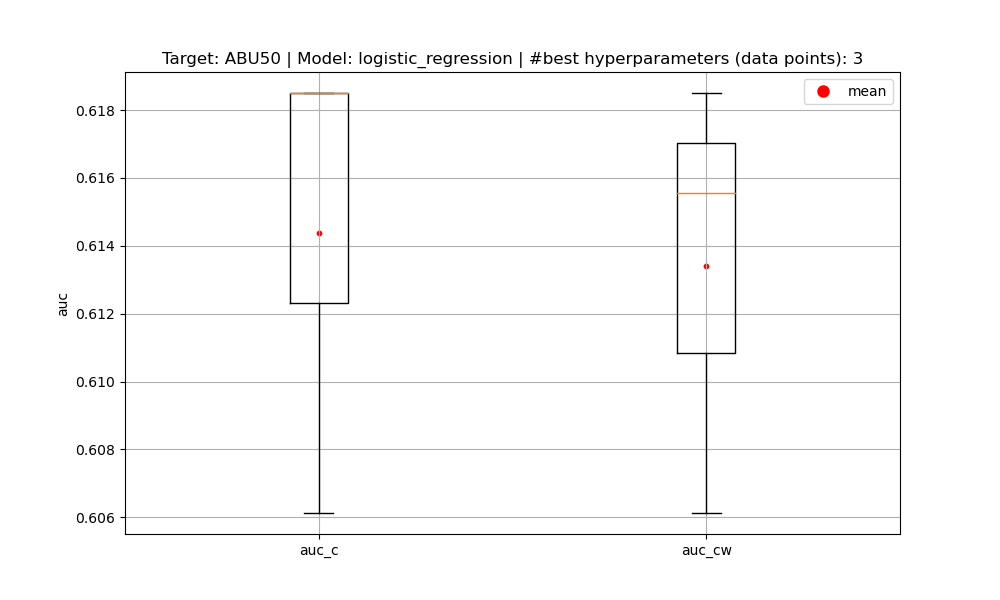 Target: ABU50 | Model: logistic_regression | #best hyperparameters (data points): 3
mean
0.618
0.616
0.614
0.612
0.610
0.608
0.606
auc
auc_c
auc_cw